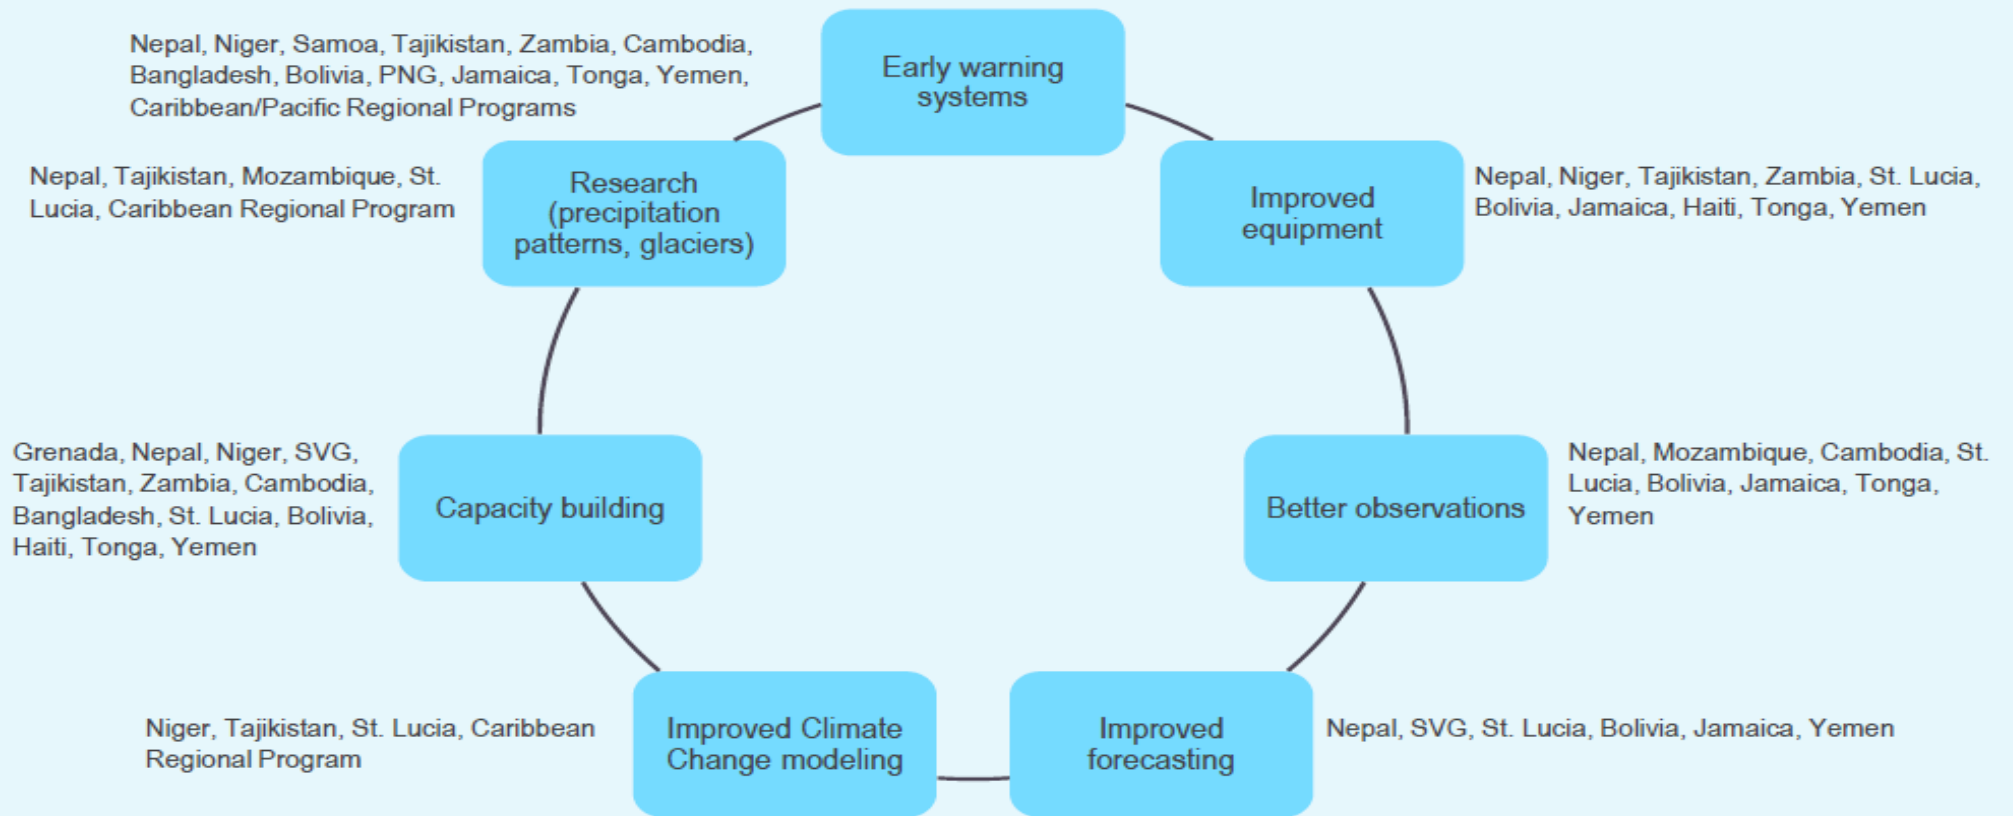 Nepal, Niger, Samoa, Tajikistan, Zambia, Cambodia,
Bangladesh, Bolivia, PNG, Jamaica, Tonga, Yemen,
Caribbean/Pacific Regional Programs
Early warning
systems
Nepal, Tajikistan, Mozambique, St.
Lucia, Caribbean Regional Program
Research
(precipitation
patterns, glaciers)
Improved
equipment
Nepal, Niger, Tajikistan, Zambia, St. Lucia,
Bolivia, Jamaica, Haiti, Tonga, Yemen
Grenada, Nepal, Niger, SVG,
Tajikistan, Zambia, Cambodia,
Bangladesh, St. Lucia, Bolivia,
Haiti, Tonga, Yemen
Capacity building
Better observations
Nepal, Mozambique, Cambodia, St.
Lucia, Bolivia, Jamaica, Tonga,
Yemen
Niger, Tajikistan, St. Lucia, Caribbean
Regional Program
Improved Climate
Change modeling
Improved
forecasting
Nepal, SVG, St. Lucia, Bolivia, Jamaica, Yemen